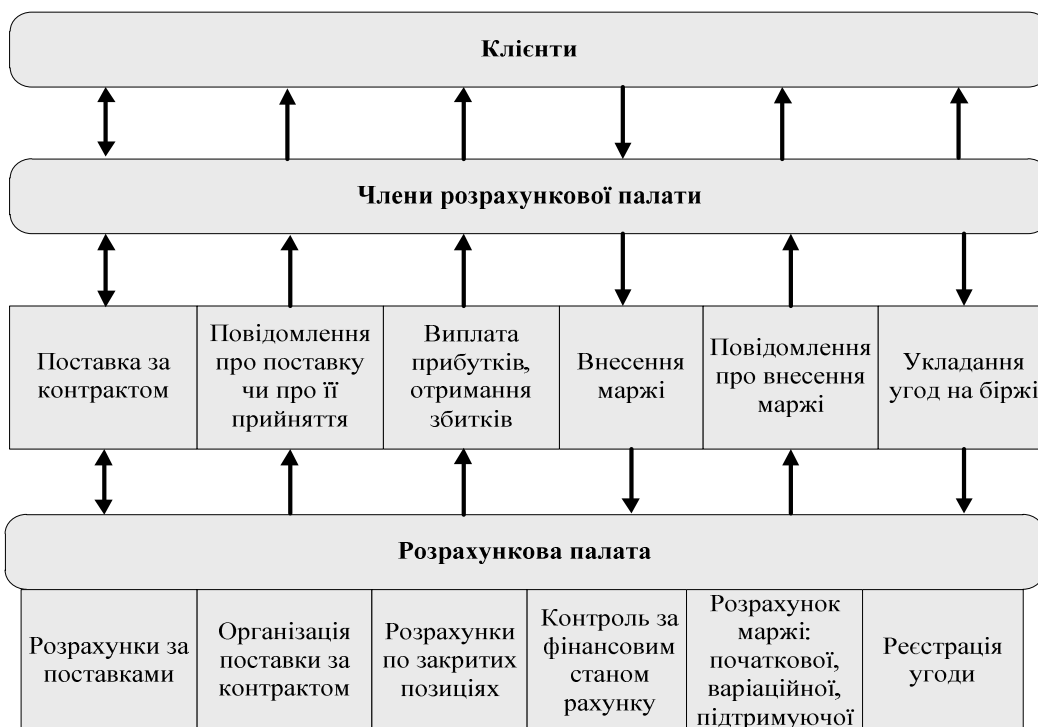 Клієнти
Члени розрахункової палати
Поставка за
контрактом
Повідомлення
про поставку
чи про її
прийняття
Виплата
прибутків,
отримання
збитків
Внесення
маржі
Повідомлення
про внесення
маржі
Укладання
угод на біржі
Розрахункова палата
Розрахунки за
поставками
Організація
поставки за
контрактом
Розрахунки
по закритих
позиціях
Контроль за
фінансовим
станом
рахунку
Розрахунок
маржі:
початкової,
варіаційної,
підтримуючої
Реєстрація
угоди